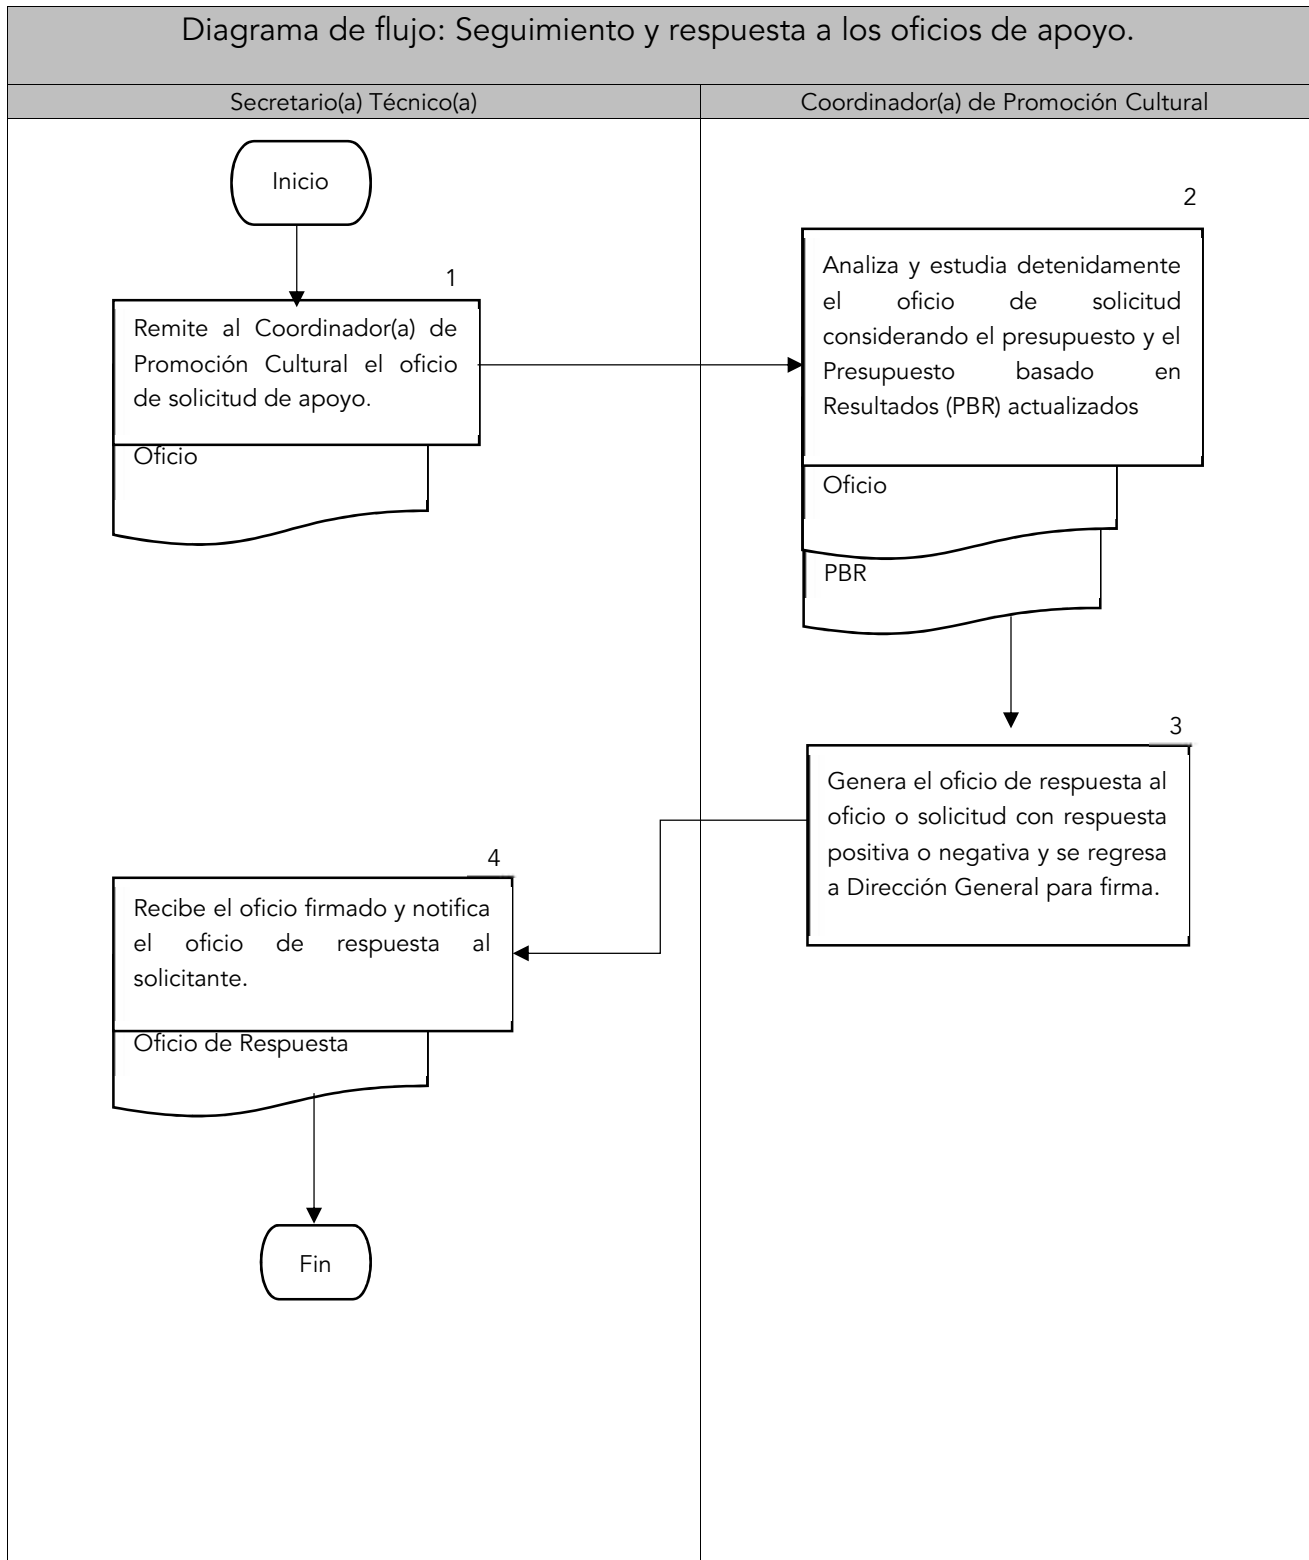 Diagrama de flujo: Seguimiento y respuesta a los oficios de apoyo.
Secretario(a) Técnico(a)
Coordinador(a) de Promoción Cultural
Inicio
1
Remite al Coordinador(a) de
Promoción Cultural el oficio
de solicitud de apoyo.
Oficio
2
Analiza y estudia detenidamente
el oficio de solicitud
considerando el presupuesto y el
Presupuesto basado en
Resultados (PBR) actualizados
Oficio
PBR
3
Genera el oficio de respuesta al
oficio o solicitud con respuesta
positiva o negativa y se regresa
a Dirección General para firma.
4
Recibe el oficio firmado y notifica
el oficio de respuesta al
solicitante.
Oficio de Respuesta
Fin